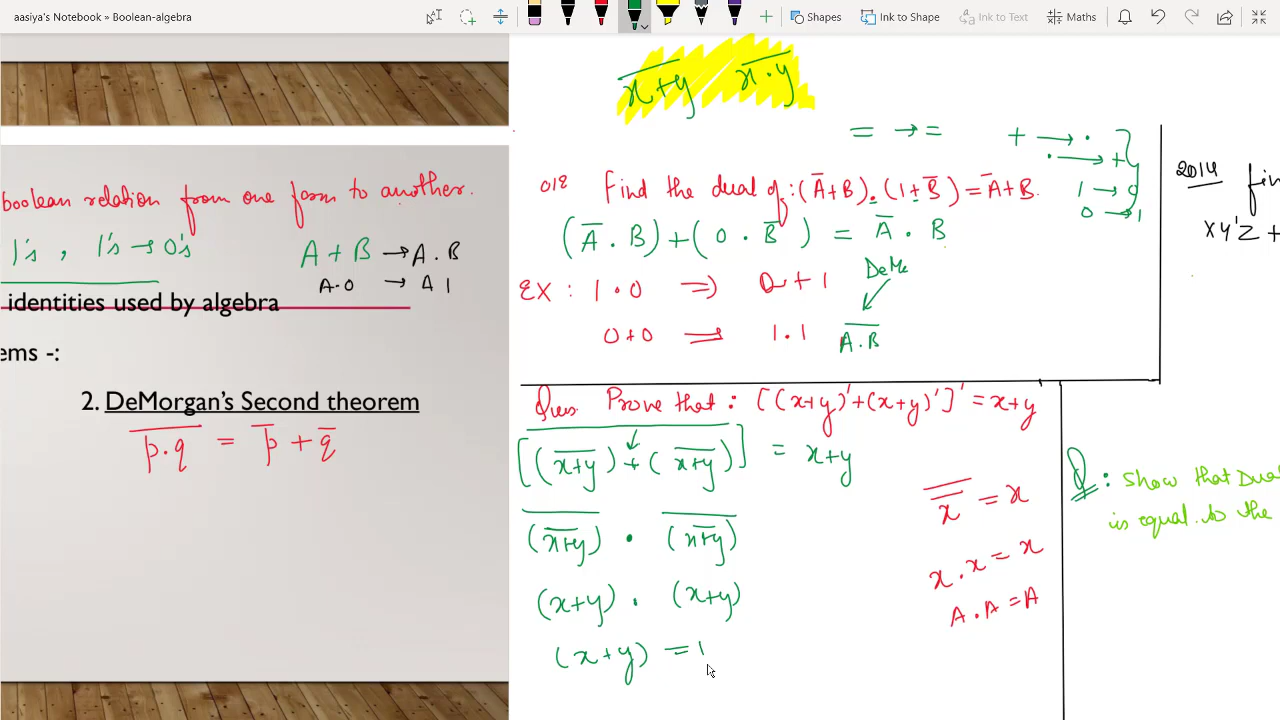 aasiya's Notebook » Boolean-algebra
Shapes Ink to Shape Ink to Text Maths
boolean relation from one form to another.
1's , 1's → 0's
A + B → A . B
A·0 → A 1
identities used by algebra
ems -:
2. DeMorgan's Second theorem
p̅·̅q̅ = p̅ + q̅
x̅+̅y̅ x̅·̅y̅
= → =
+ → ·
· → +
1 → 0
0 → 1
018 Find the dual of : (A̅+B) . (1+B̅) = A̅+B.
(A̅ . B) + (0 . B̅ ) = A̅ . B
EX : 1.0 ⇒ 0+1
DeMo
0+0 ⇒ 1.1
A̅.̅B̅
Ques Prove that : [(x+y)'+(x+y)']' = x+y
[(x̅+̅y̅) + (x̅+̅y̅)] = x+y
(x̅+̅y̅) . (x̅+̅y̅)
(x+y) . (x+y)
(x+y) =
x̿ = x
x.x = x
A.A = A
2014 fin
xy'z +
Q : Show that Dual
is equal to the